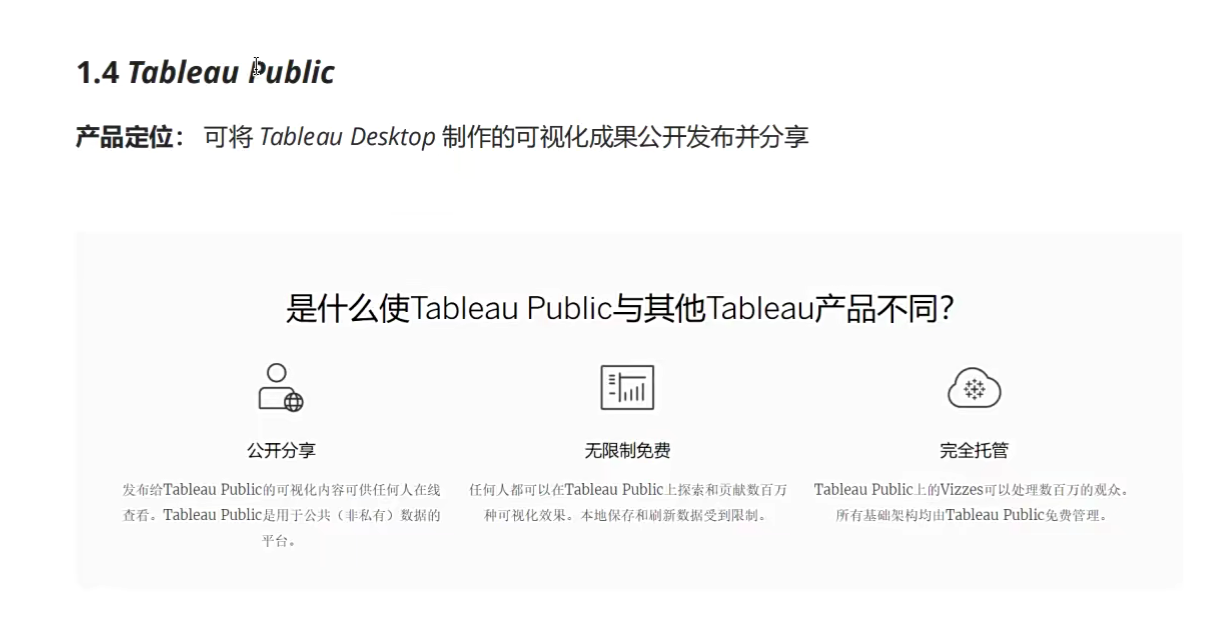 1.4 Tableau Public
产品定位： 可将 Tableau Desktop 制作的可视化成果公开发布并分享
是什么使Tableau Public与其他Tableau产品不同？
公开分享
发布给Tableau Public的可视化内容可供任何人在线
查看。Tableau Public是用于公共（非私有）数据的
平台。
无限制免费
任何人都可以在Tableau Public上探索和贡献数百万
种可视化效果。本地保存和刷新数据受到限制。
完全托管
Tableau Public上的Vizzes可以处理数百万的观众。
所有基础架构均由Tableau Public免费管理。